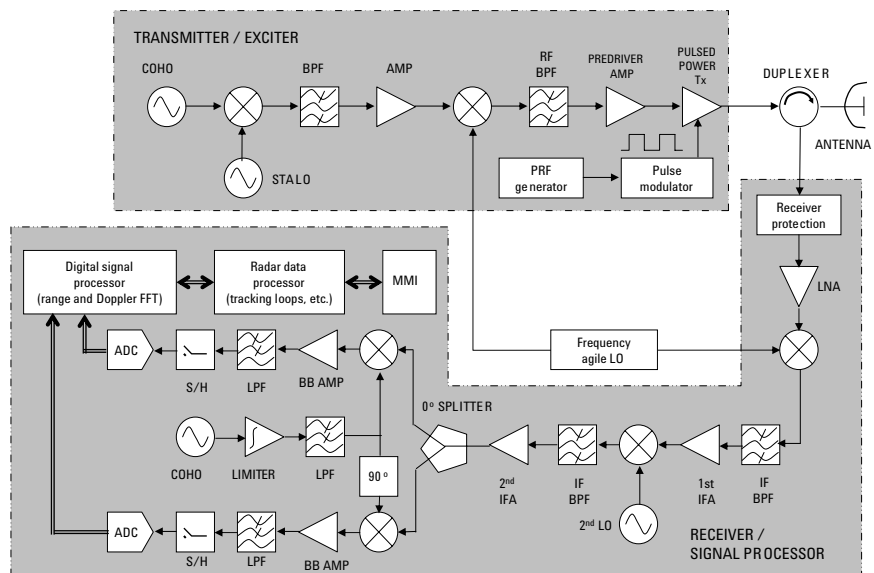 TRANSMITTER / EXCITER
COHO
BPF
AMP
RF
BPF
PREDRIVER
AMP
PULSED
POWER
Tx
DUPLEXER
ANTENNA
STALO
PRF
generator
Pulse
modulator
Receiver
protection
LNA
Digital signal
processor
(range and Doppler FFT)
Radar data
processor
(tracking loops, etc.)
MMI
Frequency
agile LO
ADC
S/H
LPF
BB AMP
0º SPLITTER
COHO
LIMITER
LPF
90 º
2nd
IFA
IF
BPF
2nd LO
1st
IFA
IF
BPF
ADC
S/H
LPF
BB AMP
RECEIVER /
SIGNAL PROCESSOR